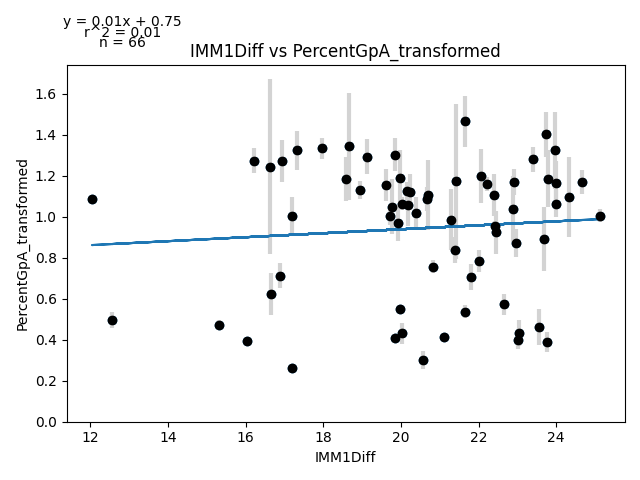 y = 0.01x + 0.75
r^2 = 0.01
n = 66
IMM1Diff vs PercentGpA_transformed
PercentGpA_transformed
1.6
1.4
1.2
1.0
0.8
0.6
0.4
0.2
0.0
12 14 16 18 20 22 24
IMM1Diff